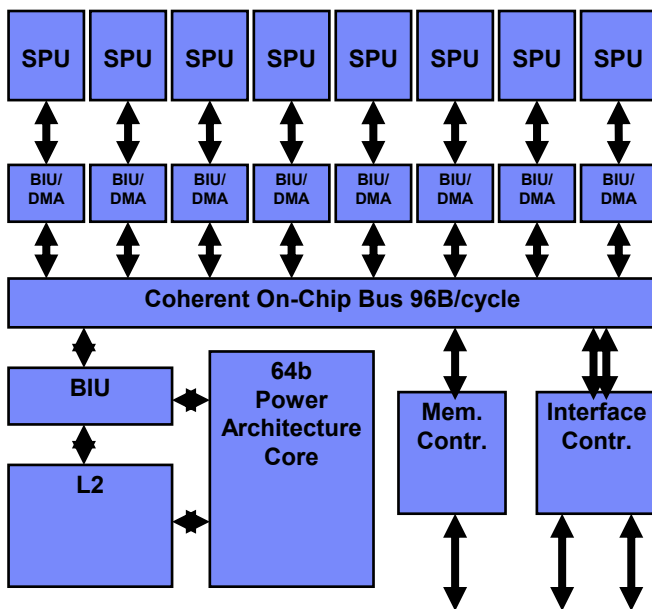 SPU SPU SPU SPU SPU SPU SPU SPU
BIU/ BIU/ BIU/ BIU/ BIU/ BIU/ BIU/ BIU/
DMA DMA DMA DMA DMA DMA DMA DMA
Coherent On-Chip Bus 96B/cycle
BIU
L2
64b
Power
Architecture
Core
Mem.
Contr.
Interface
Contr.